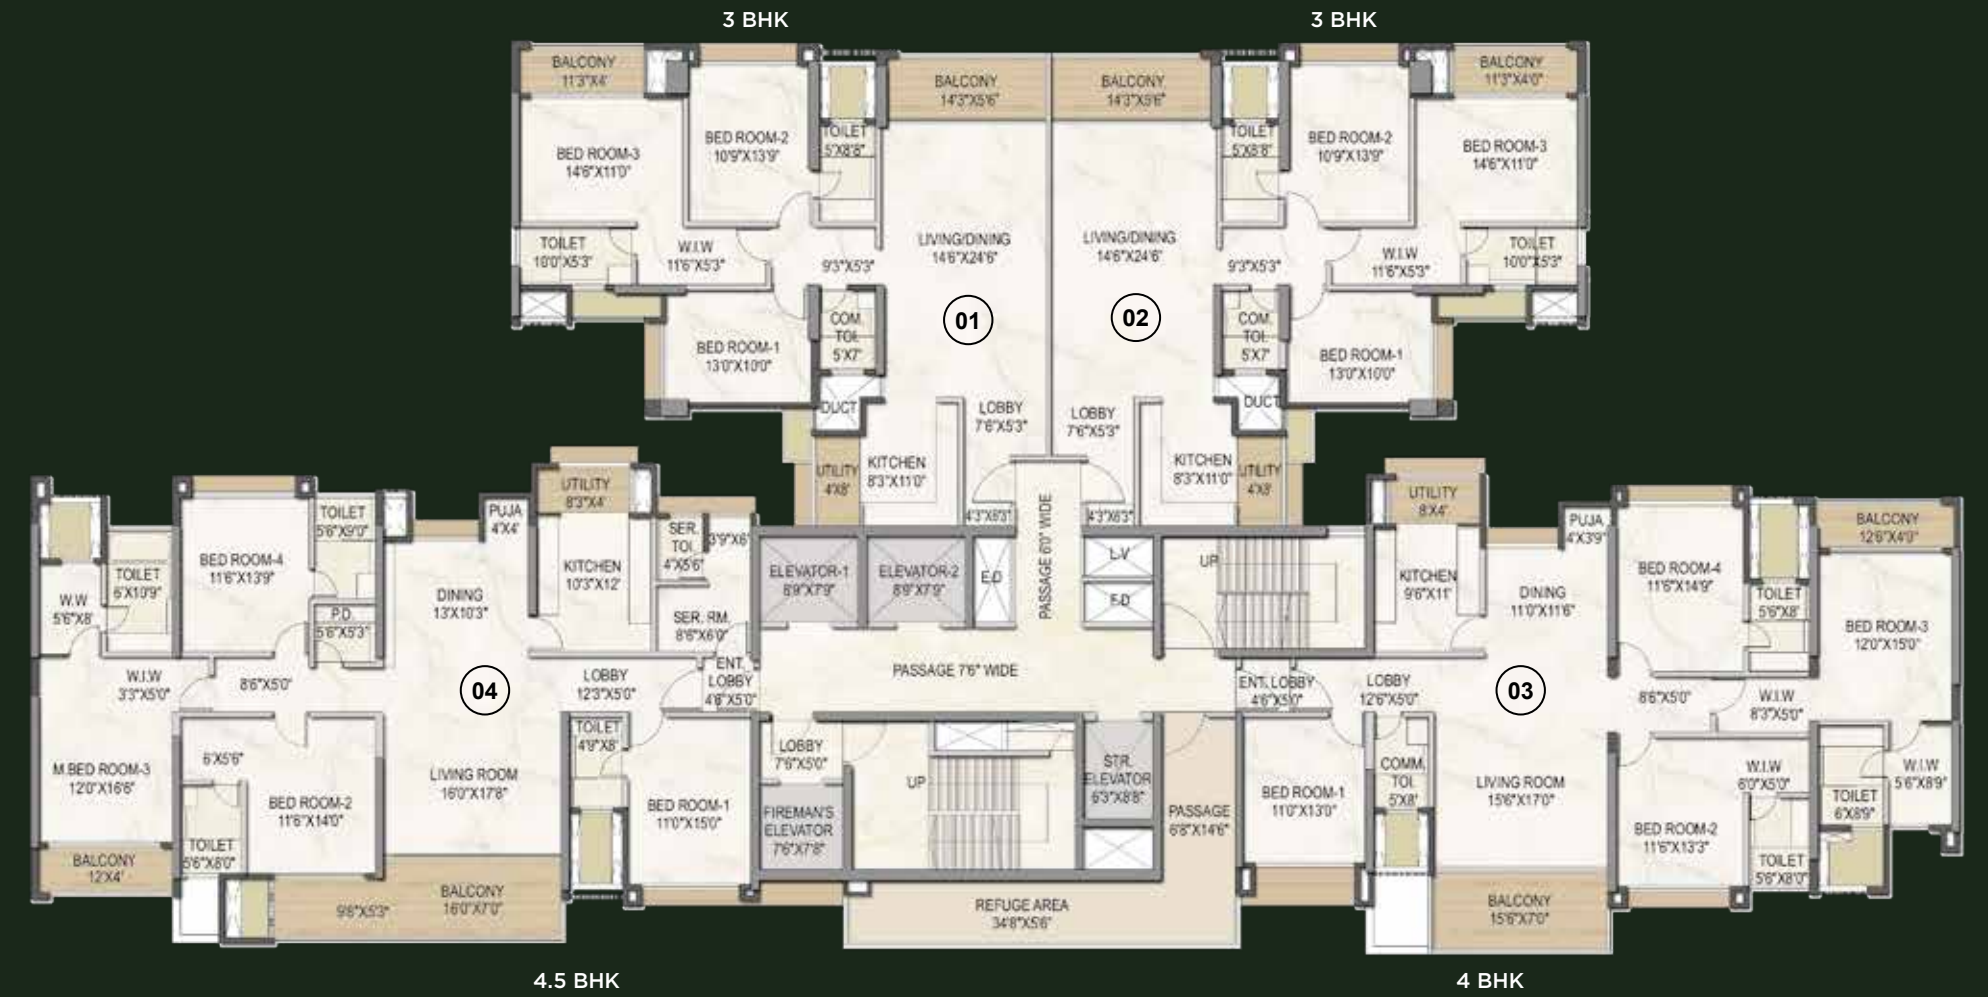 3 BHK
3 BHK
BALCONY
11'3"X4'
BED ROOM-2
10'9"X13'9"
TOILET
5'X8'8"
BALCONY
14'3"X5'6"
BALCONY
14'3"X5'6"
TOILET
5'X8'8"
BED ROOM-2
10'9"X13'9"
BALCONY
11'3"X4'0"
BED ROOM-3
14'6"X11'0"
BED ROOM-3
14'6"X11'0"
TOILET
10'0"X5'3"
W.I.W
11'6"X5'3"
9'3"X5'3"
LIVING/DINING
14'6"X24'6"
LIVING/DINING
14'6"X24'6"
9'3"X5'3"
W.I.W
11'6"X5'3"
TOILET
10'0"X5'3"
BED ROOM-1
13'0"X10'0"
COM.
TOI.
5'X7'
01
02
COM.
TOI.
5'X7'
BED ROOM-1
13'0"X10'0"
DUCT
LOBBY
7'6"X5'3"
LOBBY
7'6"X5'3"
DUCT
UTILITY
4'X8'
KITCHEN
8'3"X11'0"
KITCHEN
8'3"X11'0"
UTILITY
4'X8'
4'3"X6'3"
PASSAGE 6'0" WIDE
4'3"X6'3"
TOILET
5'6"X9'0"
PUJA
4'X4'
UTILITY
8'3"X4'
SER.
TOI.
4'X5'6"
3'9"X6'
BED ROOM-4
11'6"X13'9"
TOILET
6'X10'9"
W.W
5'6"X8'
P.D.
5'6"X5'3"
DINING
13'X10'3"
KITCHEN
10'3"X12'
SER. RM.
8'6"X6'0"
ELEVATOR-1
8'9"X7'9"
ELEVATOR-2
8'9"X7'9"
E.D
L.V
F.D
UP
UTILITY
8'X4'
KITCHEN
9'6"X11'
PUJA
4'X3'9"
DINING
11'0"X11'6"
BED ROOM-4
11'6"X14'9"
TOILET
5'6"X8'
BALCONY
12'6"X4'0"
BED ROOM-3
12'0"X15'0"
W.I.W
3'3"X5'0"
8'6"X5'0"
04
LOBBY
12'3"X5'0"
ENT.
LOBBY
4'6"X5'0"
PASSAGE 7'6" WIDE
ENT. LOBBY
4'6"X5'0"
LOBBY
12'6"X5'0"
03
8'6"X5'0"
W.I.W
8'3"X5'0"
M.BED ROOM-3
12'0"X16'6"
6'X5'6"
BED ROOM-2
11'6"X14'0"
TOILET
5'6"X8'0"
LIVING ROOM
16'0"X17'8"
TOILET
4'9"X8'
BED ROOM-1
11'0"X15'0"
LOBBY
7'6"X5'0"
FIREMAN'S
ELEVATOR
7'6"X7'8"
UP
STR.
ELEVATOR
6'3"X8'8"
PASSAGE
6'8"X14'6"
BED ROOM-1
11'0"X13'0"
COMM.
TOI.
5'X8'
LIVING ROOM
15'6"X17'0"
BED ROOM-2
11'6"X13'3"
W.I.W
6'0"X5'0"
TOILET
5'6"X8'0"
TOILET
6'X8'9"
W.I.W
5'6"X8'9"
BALCONY
12'X4'
9'6"X5'3"
BALCONY
16'0"X7'0"
REFUGE AREA
34'8"X5'6"
BALCONY
15'6"X7'0"
4.5 BHK
4 BHK